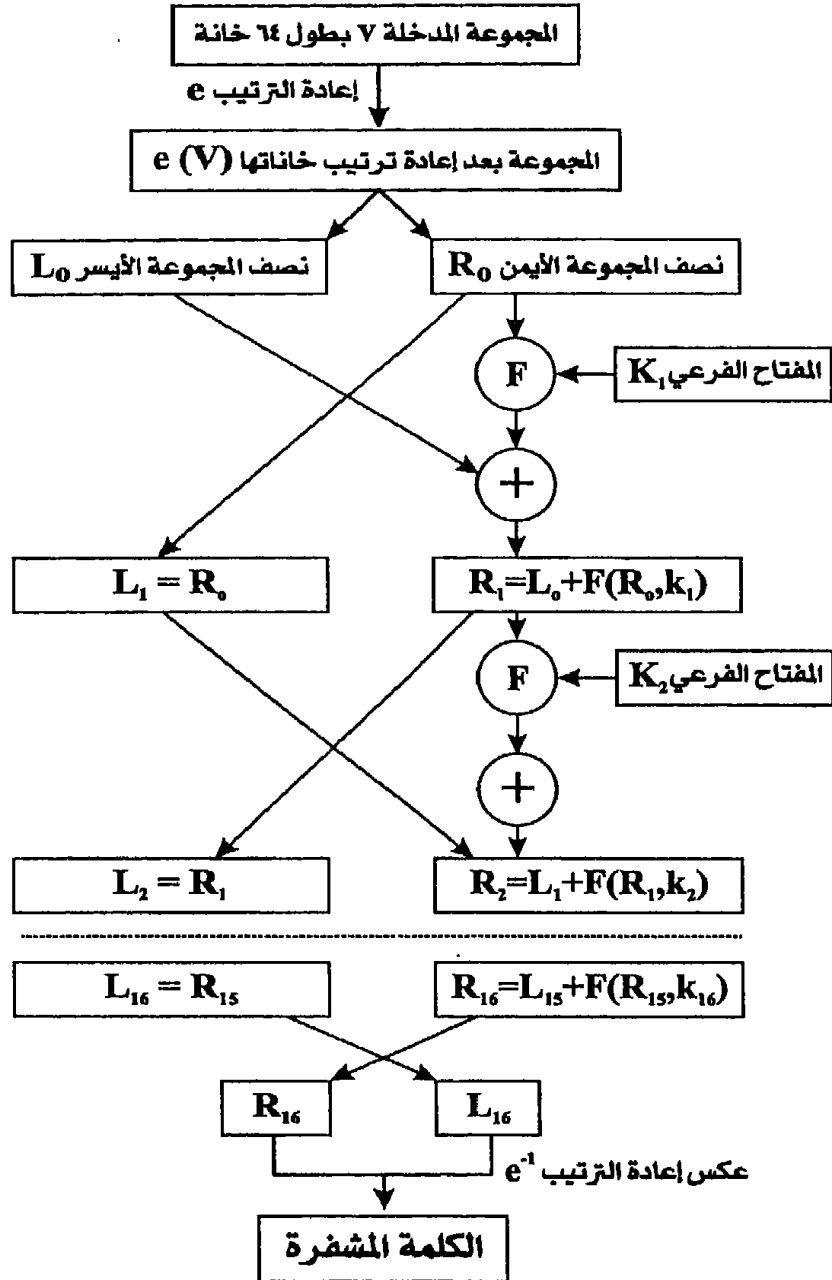 المجموعة المدخلة V بطول ٦٤ خانة
إعادة الترتيب e
المجموعة بعد إعادة ترتيب خاناتها e (V)
نصف المجموعة الأيمن R₀
نصف المجموعة الأيسر L₀
F
المفتاح الفرعي K₁
+
L₁ = R₀
R₁=L₀+F(R₀,k₁)
F
المفتاح الفرعي K₂
+
L₂ = R₁
R₂=L₁+F(R₁,k₂)
L₁₆ = R₁₅
R₁₆=L₁₅+F(R₁₅,k₁₆)
R₁₆
L₁₆
عكس إعادة الترتيب e⁻¹
الكلمة المشفرة